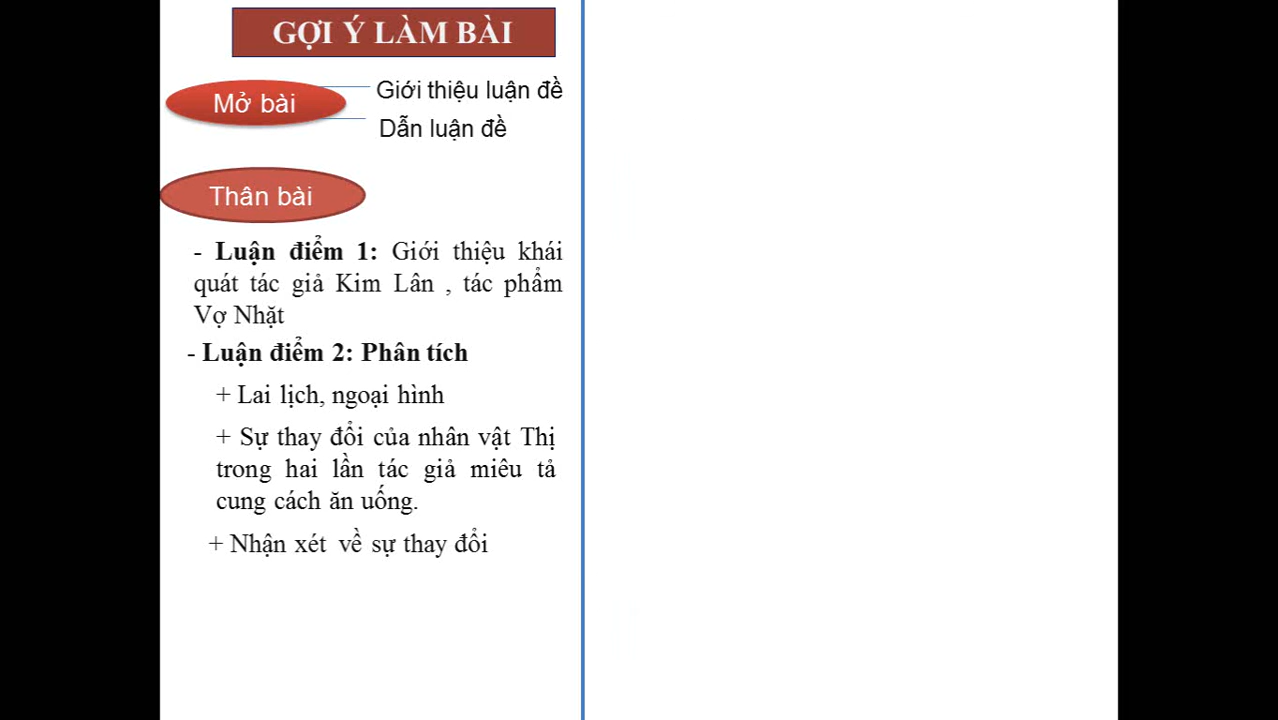 GỢI Ý LÀM BÀI
Mở bài
Giới thiệu luận đề
Dẫn luận đề
Thân bài
- Luận điểm 1: Giới thiệu khái
quát tác giả Kim Lân , tác phẩm
Vợ Nhặt
- Luận điểm 2: Phân tích
+ Lai lịch, ngoại hình
+ Sự thay đổi của nhân vật Thị
trong hai lần tác giả miêu tả
cung cách ăn uống.
+ Nhận xét về sự thay đổi